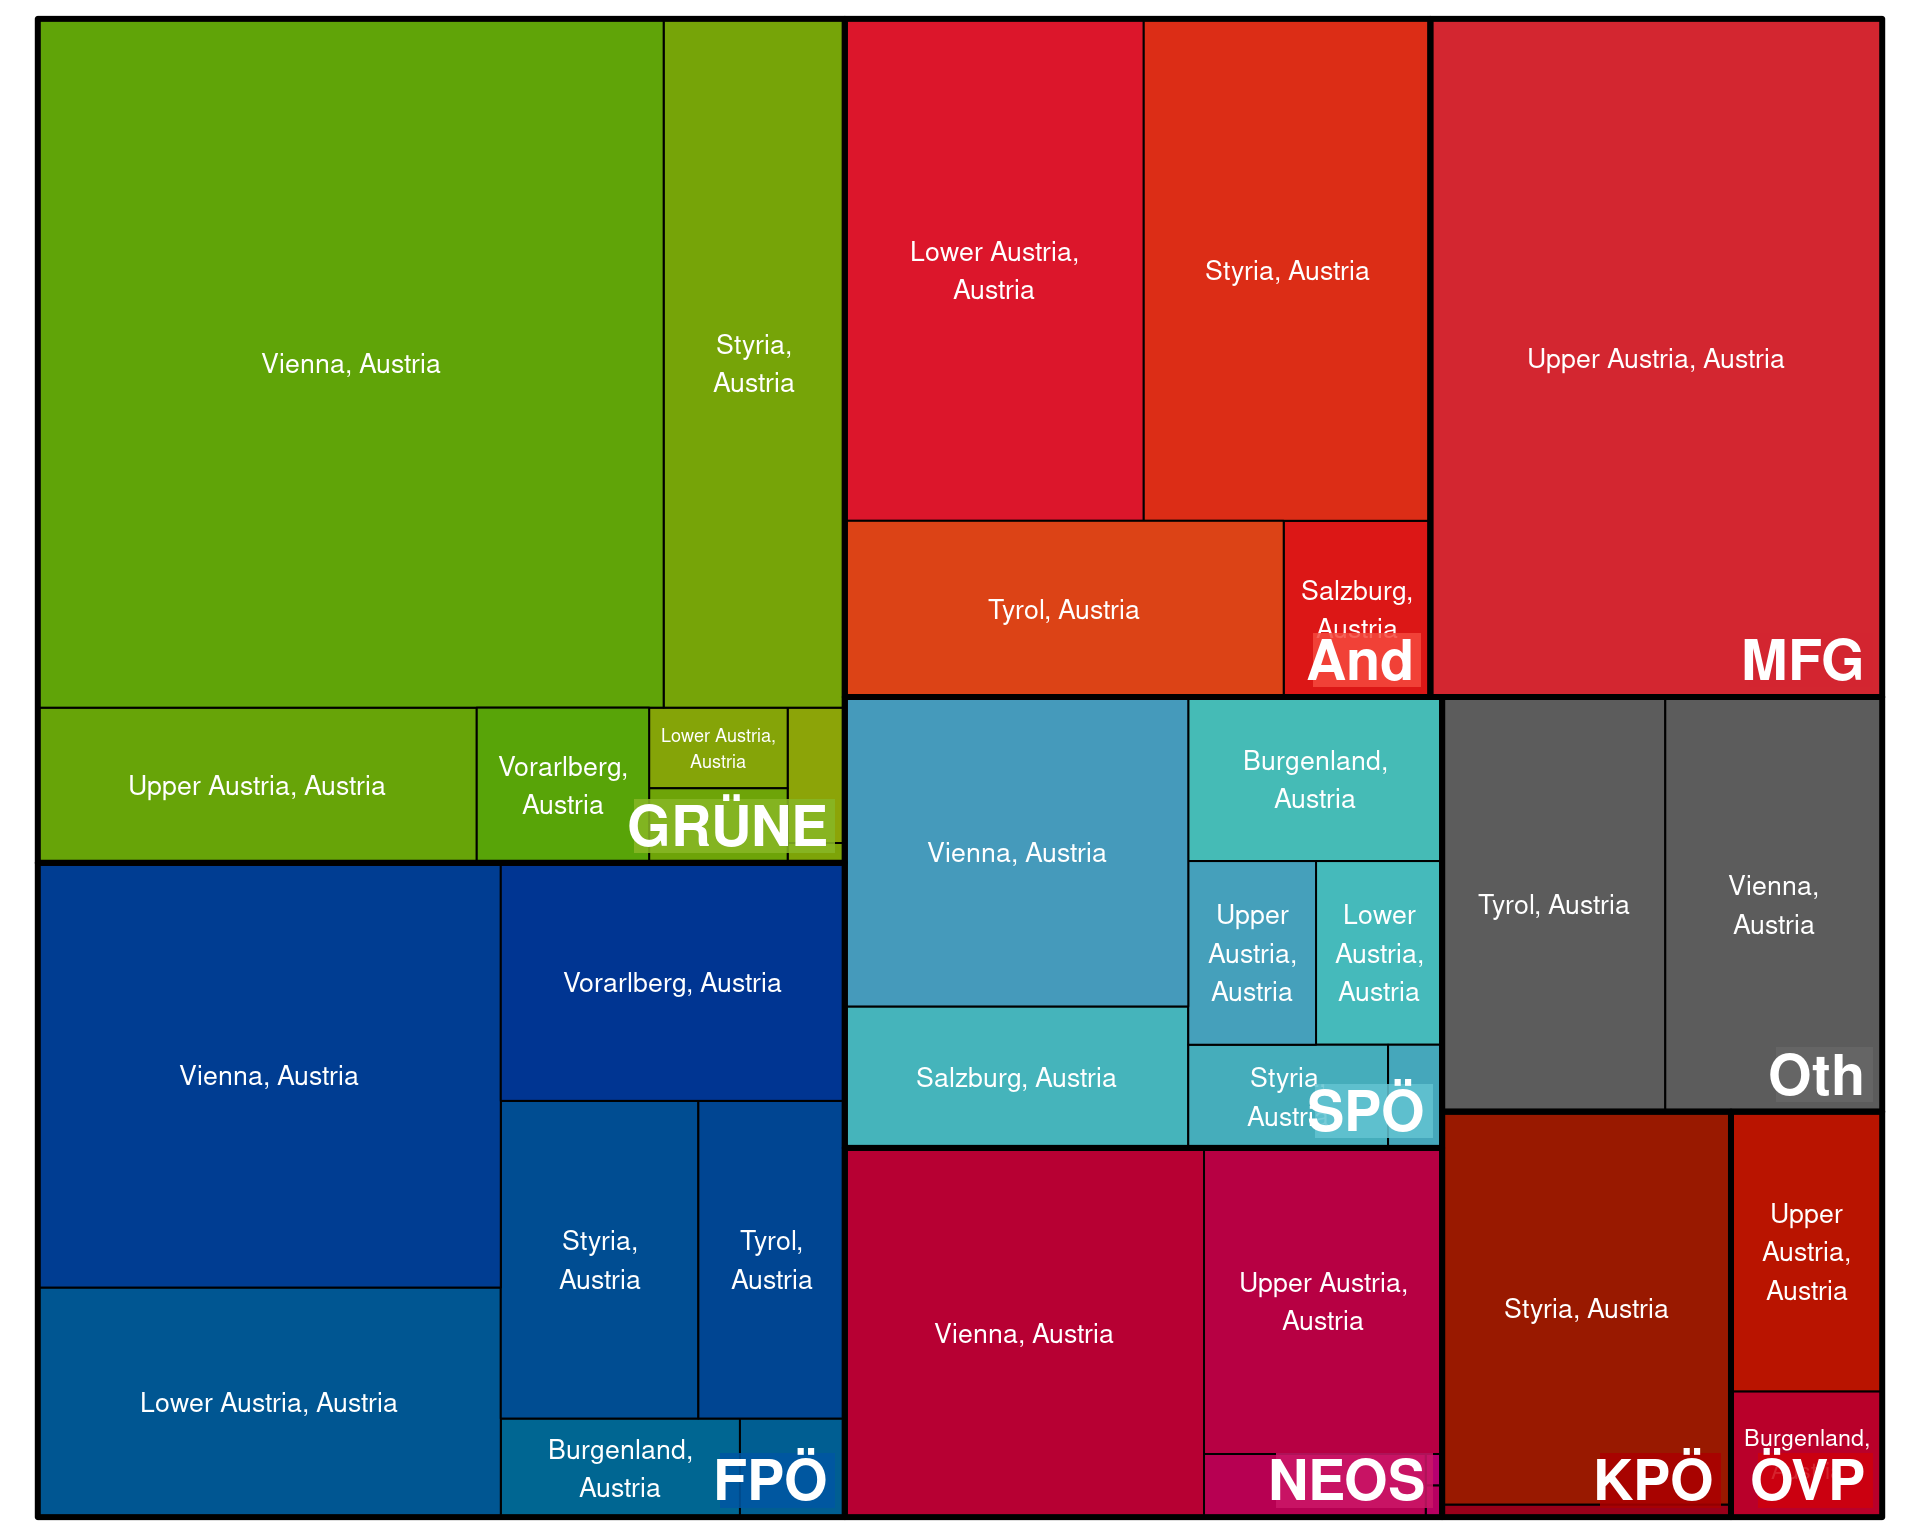 Vienna, Austria
Styria,
Austria
Upper Austria, Austria
Vorarlberg,
Austria
Lower Austria,
Austria
GRÜNE
Vienna, Austria
Vorarlberg, Austria
Styria,
Austria
Tyrol,
Austria
Lower Austria, Austria
Burgenland,
Austria
FPÖ
Lower Austria,
Austria
Styria, Austria
Tyrol, Austria
Salzburg,
Austria
And
Upper Austria, Austria
MFG
Vienna, Austria
Burgenland,
Austria
Upper
Austria,
Austria
Lower
Austria,
Austria
Salzburg, Austria
Styria,
Austria
SPÖ
Tyrol, Austria
Vienna,
Austria
Oth
Vienna, Austria
Upper Austria,
Austria
NEOS
Styria, Austria
KPÖ
Upper
Austria,
Austria
Burgenland,
ÖVP